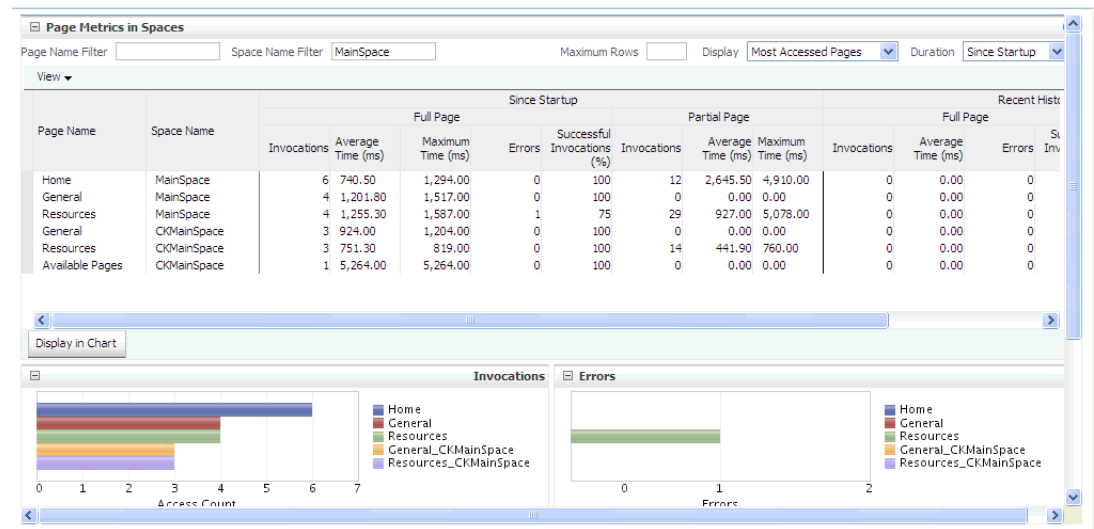 Page Metrics in Spaces
Page Name Filter Space Name Filter MainSpace Maximum Rows Display Most Accessed Pages Duration Since Startup
View
Since Startup Recent
Full Page Partial Page Full Page
Page Name Space Name Invocations Average Time (ms) Maximum Time (ms) Errors Successful Invocations (%) Invocations Average Time (ms) Maximum Time (ms) Invocations Average Time (ms) Errors
Home MainSpace 6 740.50 1,294.00 0 100 12 2,645.50 4,910.00 0 0.00 0
General MainSpace 4 1,201.80 1,517.00 0 100 0 0.00 0.00 0 0.00 0
Resources MainSpace 4 1,255.30 1,587.00 1 75 29 927.00 5,078.00 0 0.00 0
General CKMainSpace 3 924.00 1,204.00 0 100 0 0.00 0.00 0 0.00 0
Resources CKMainSpace 3 751.30 819.00 0 100 14 441.90 760.00 0 0.00 0
Available Pages CKMainSpace 1 5,264.00 5,264.00 0 100 0 0.00 0.00 0 0.00 0
Display in Chart
Invocations
Home
General
Resources
General_CKMainSpace
Resources_CKMainSpace
0 1 2 3 4 5 6 7
Access Count
Errors
Home
General
Resources
General_CKMainSpace
Resources_CKMainSpace
0 1 2
Errors